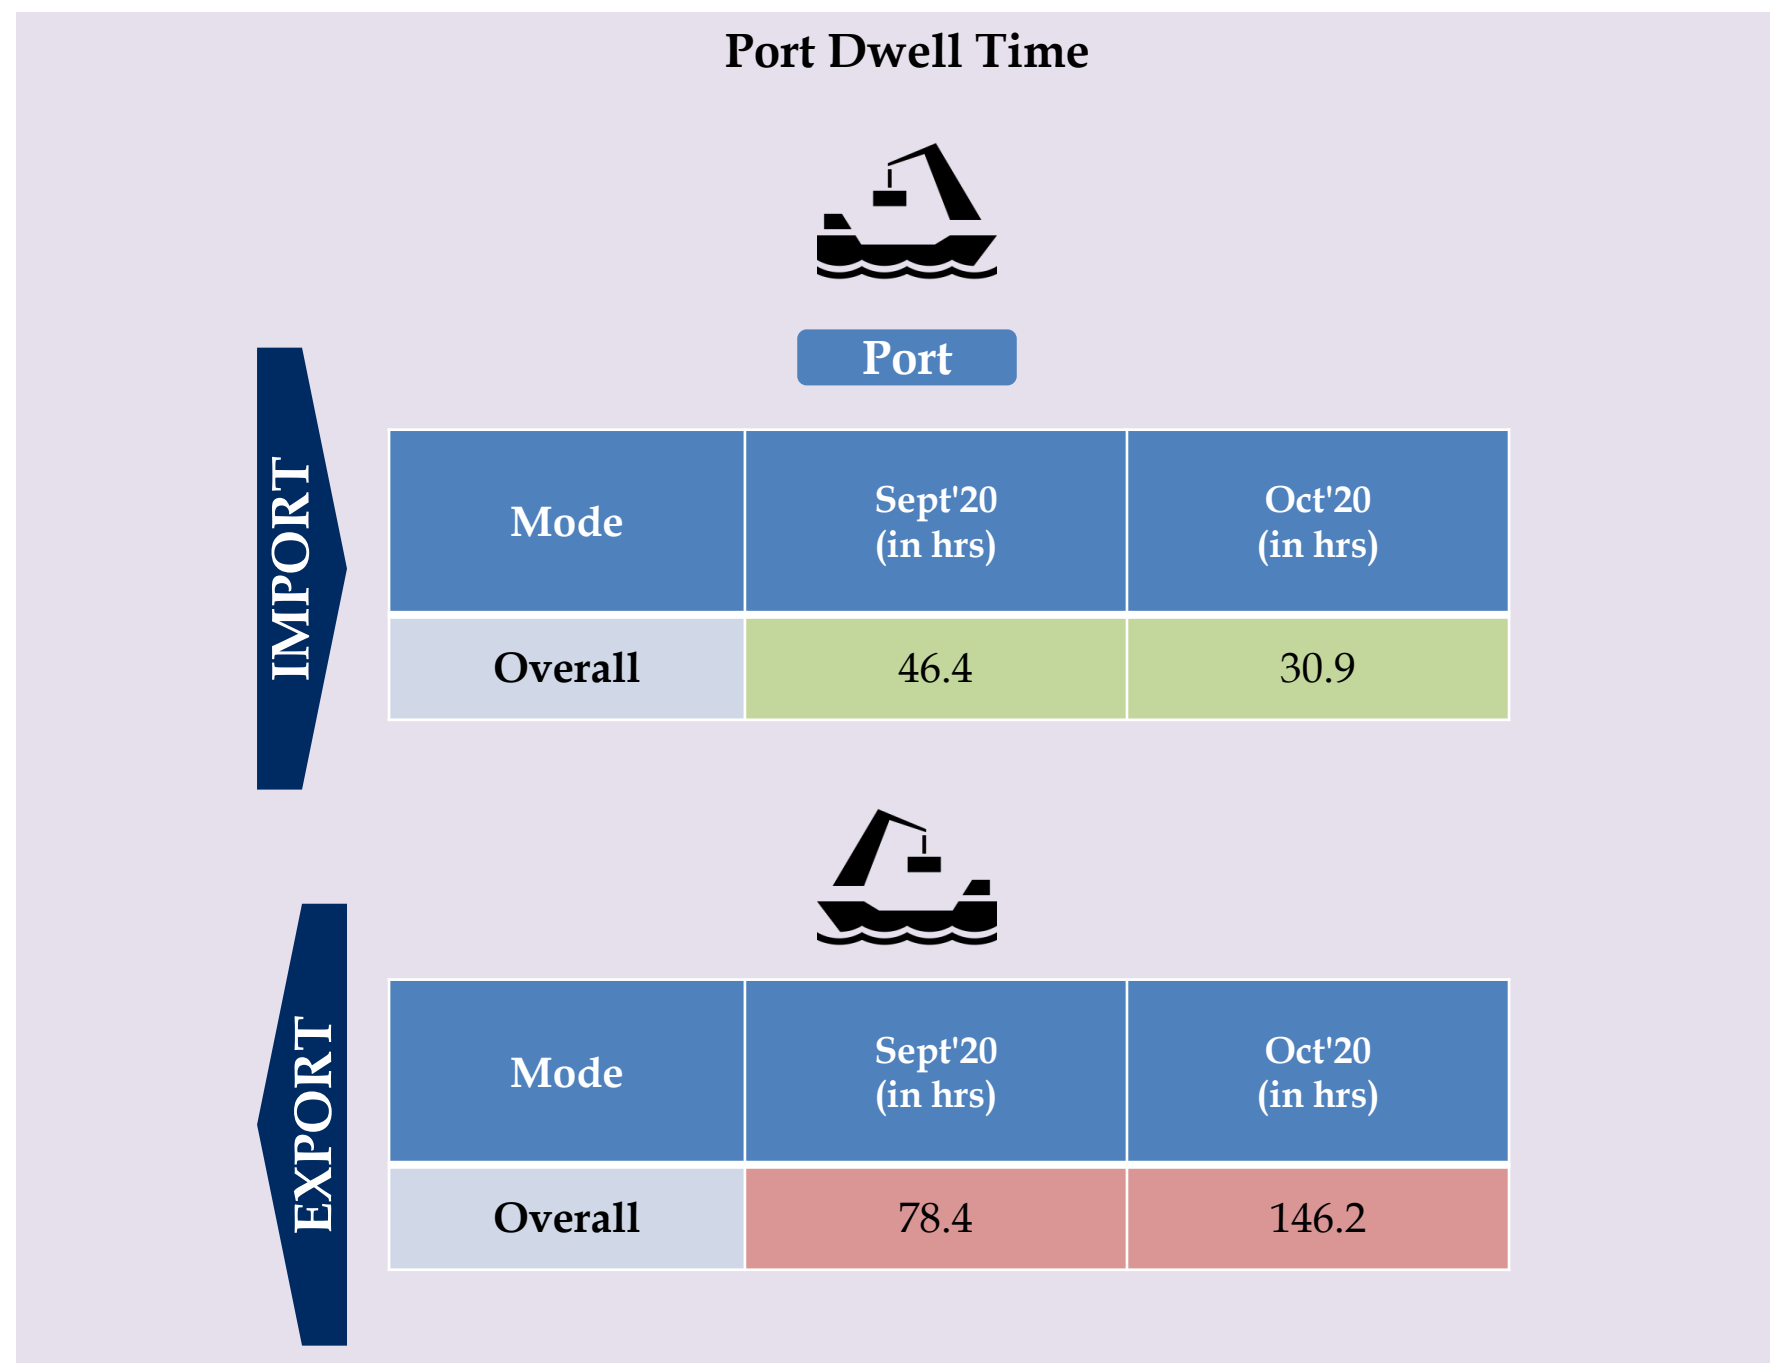 Port Dwell Time
Port
IMPORT
Mode
Sept'20
(in hrs)
Oct'20
(in hrs)
Overall
46.4
30.9
EXPORT
Mode
Sept'20
(in hrs)
Oct'20
(in hrs)
Overall
78.4
146.2